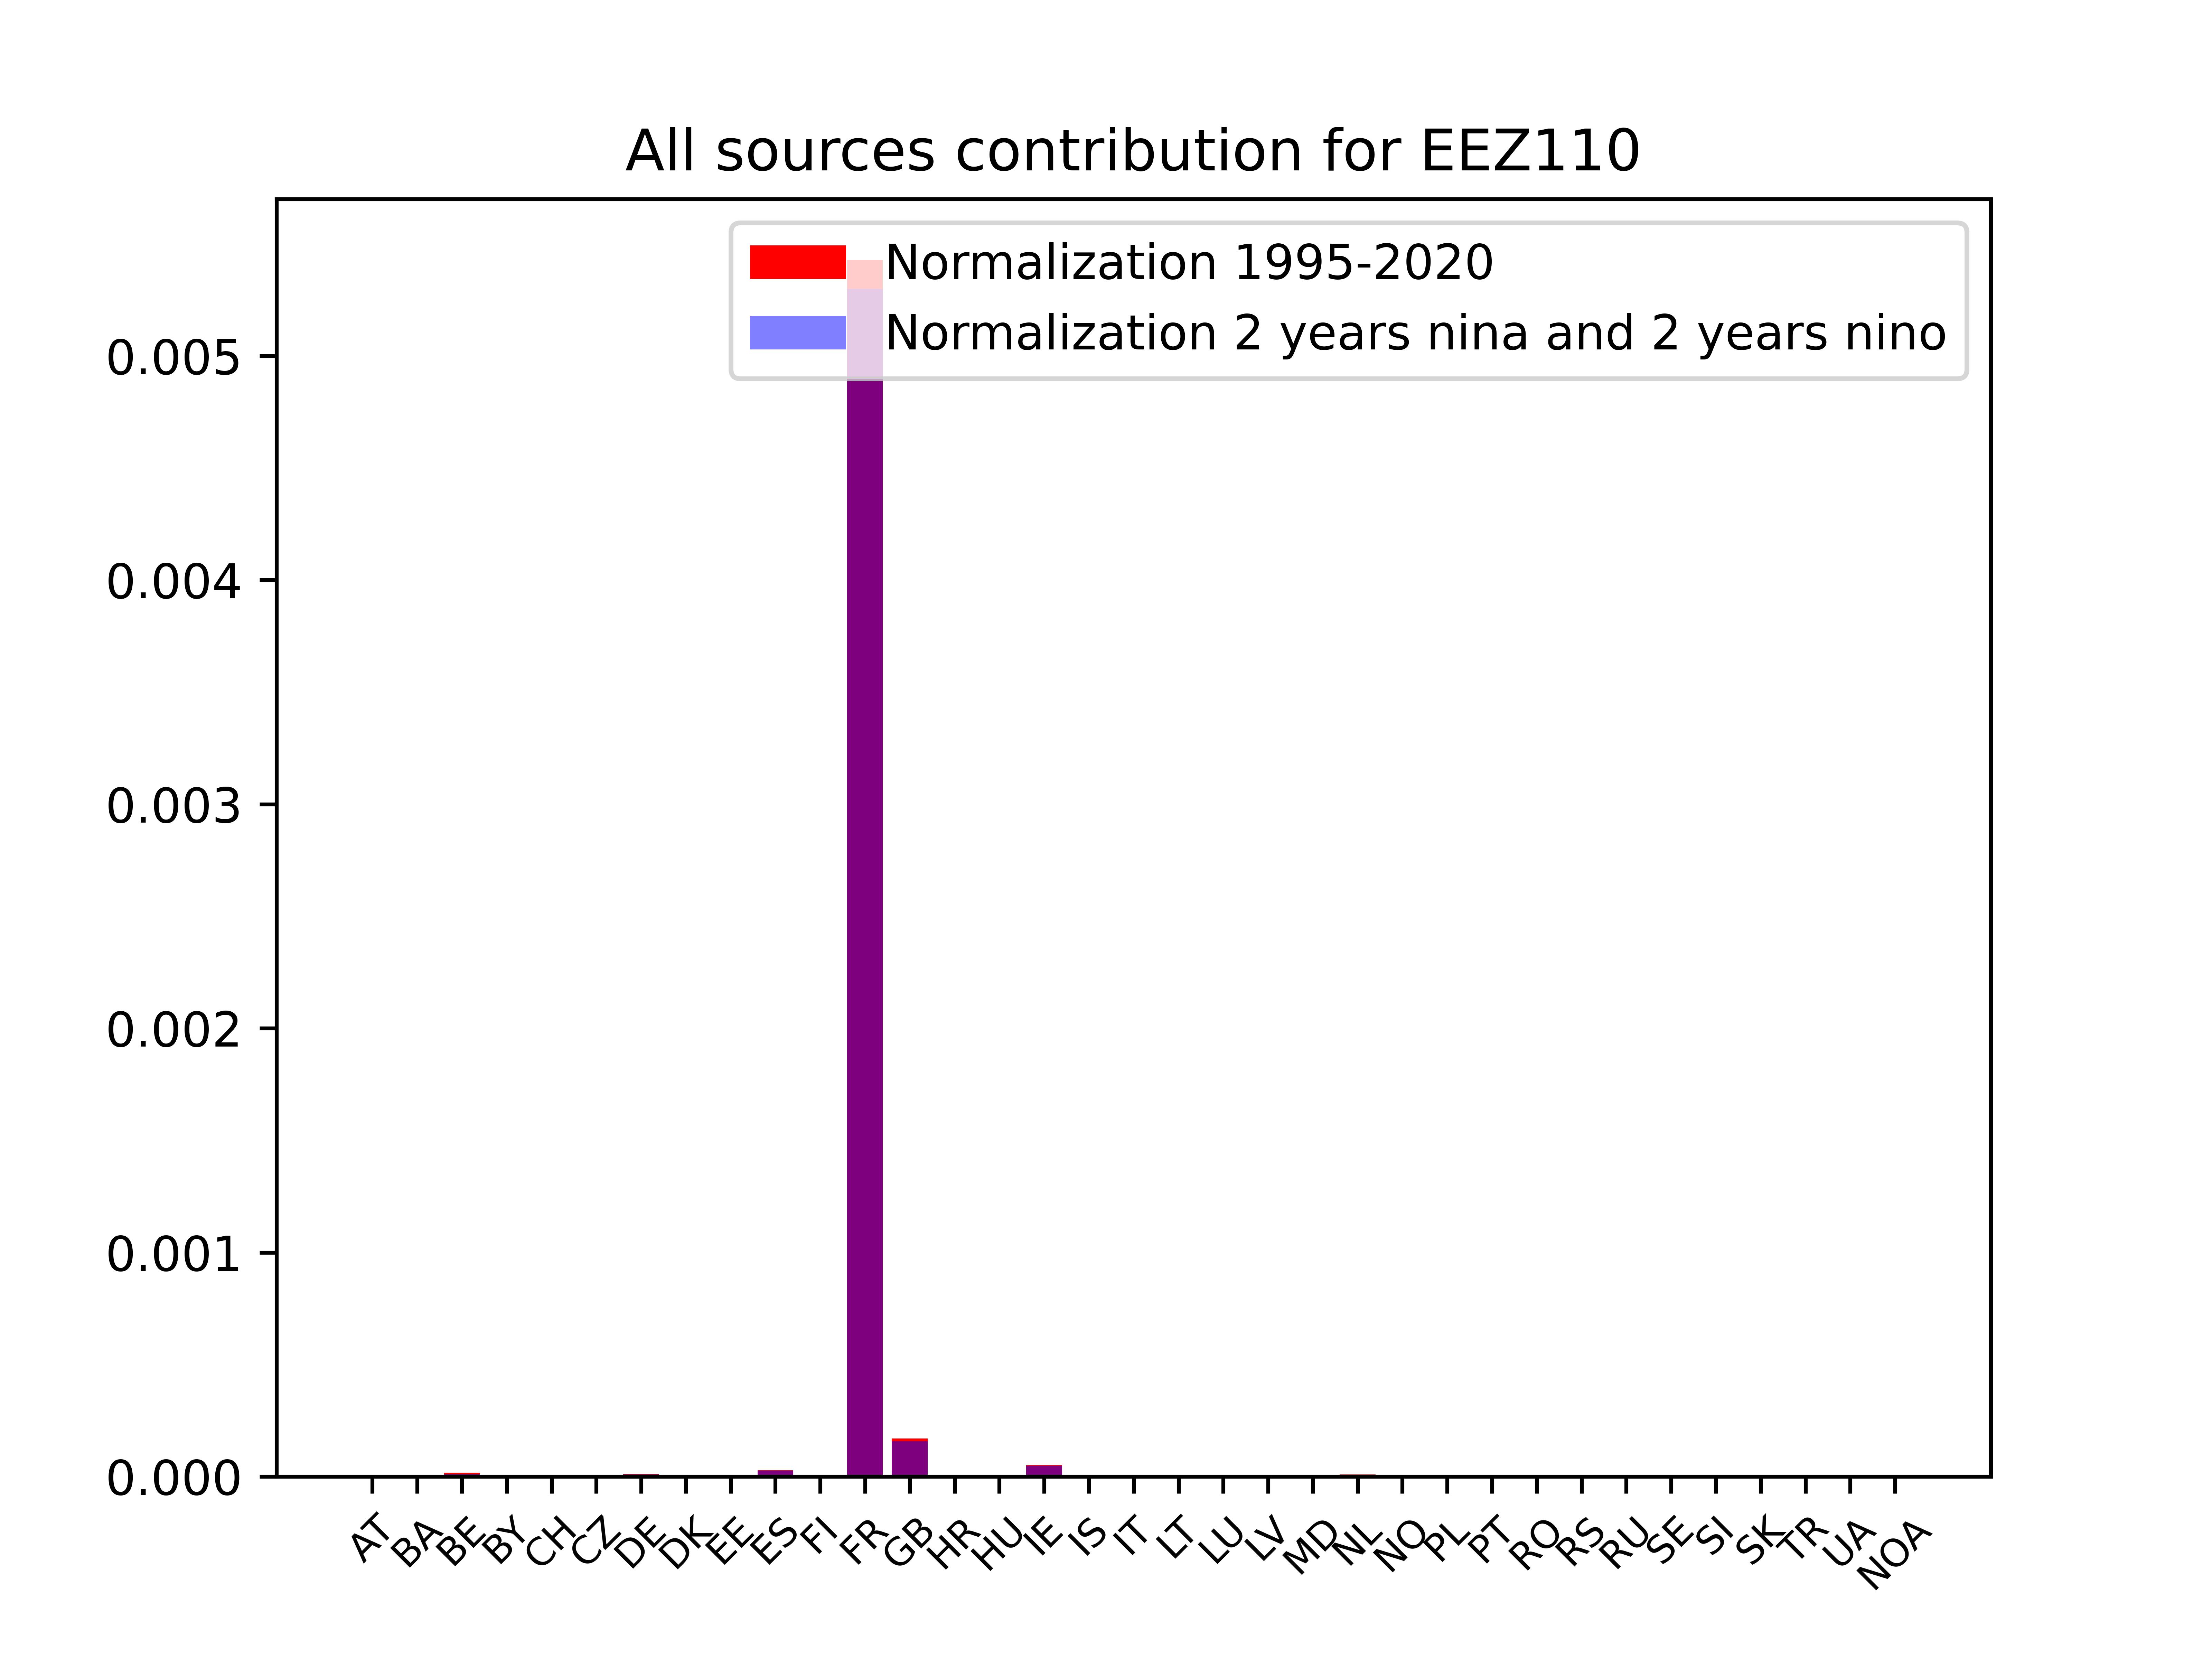 All sources contribution for EEZ110
Normalization 1995-2020
Normalization 2 years nina and 2 years nino
0.005
0.004
0.003
0.002
0.001
0.000
AT BA BE BY CH CZ DE DK EE ES FI FR GB HR HU IE IS IT LT LU LV MD NL NO PL PT RO RS RU SE SI SK TR UA NOA